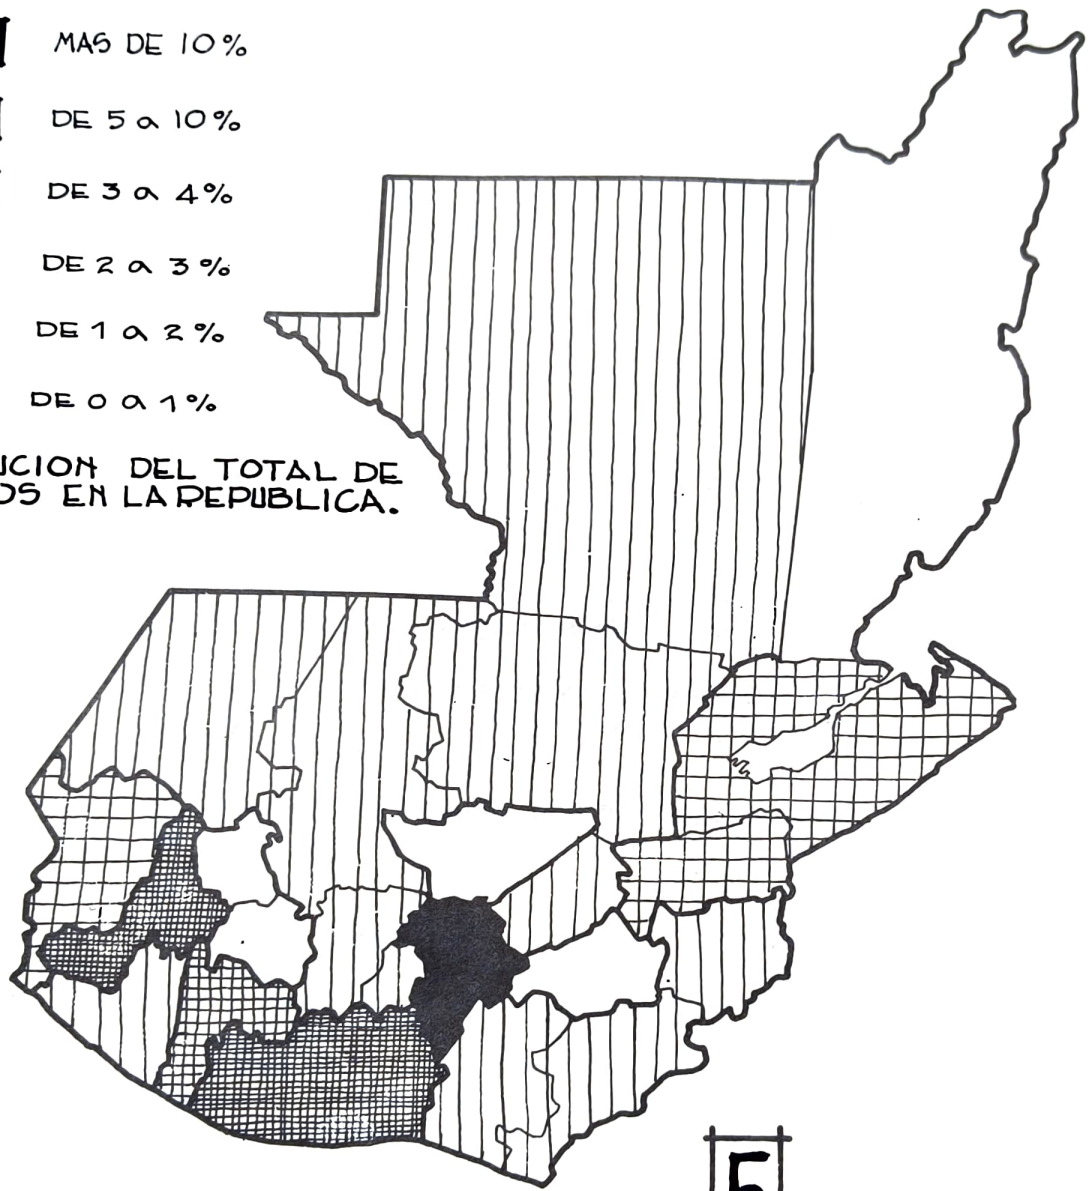 MAS DE 10%
DE 5 a 10%
DE 3 a 4%
DE 2 a 3%
DE 1 a 2%
DE 0 a 1%
DEL TOTAL DE
EN LA REPUBLICA.
5